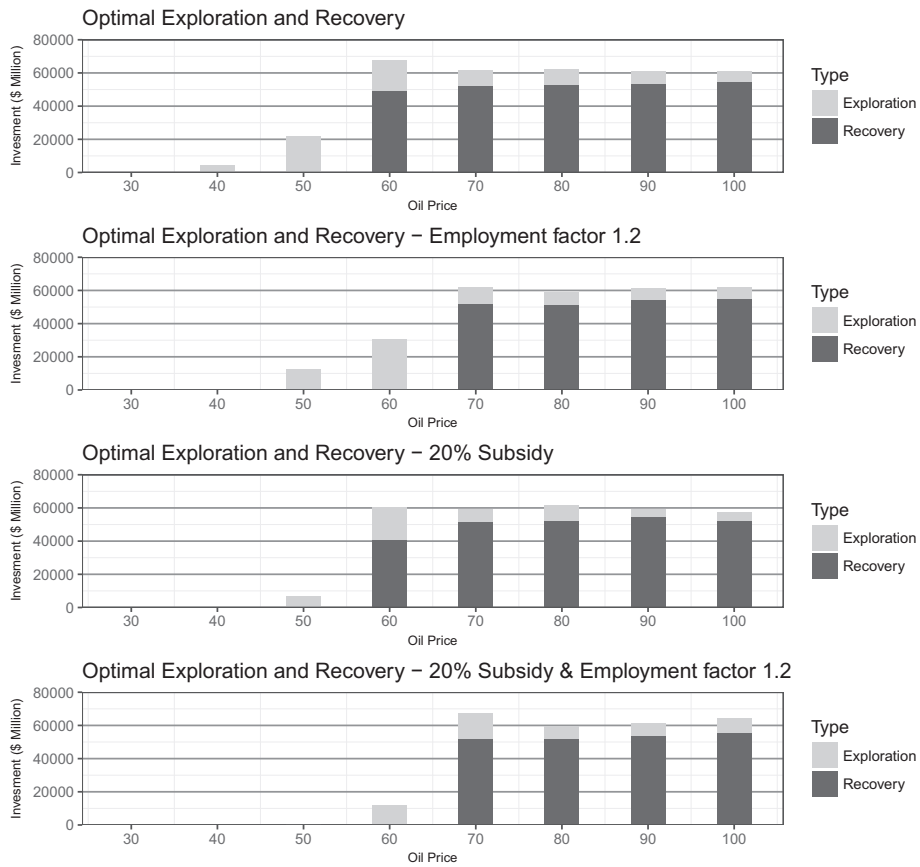 Optimal Exploration and Recovery
80000
60000
40000
20000
0
Invesment ($ Million)
30 40 50 60 70 80 90 100
Oil Price
Type
Exploration
Recovery
Optimal Exploration and Recovery − Employment factor 1.2
80000
60000
40000
20000
0
Invesment ($ Million)
30 40 50 60 70 80 90 100
Oil Price
Type
Exploration
Recovery
Optimal Exploration and Recovery − 20% Subsidy
80000
60000
40000
20000
0
Invesment ($ Million)
30 40 50 60 70 80 90 100
Oil Price
Type
Exploration
Recovery
Optimal Exploration and Recovery − 20% Subsidy & Employment factor 1.2
80000
60000
40000
20000
0
Invesment ($ Million)
30 40 50 60 70 80 90 100
Oil Price
Type
Exploration
Recovery